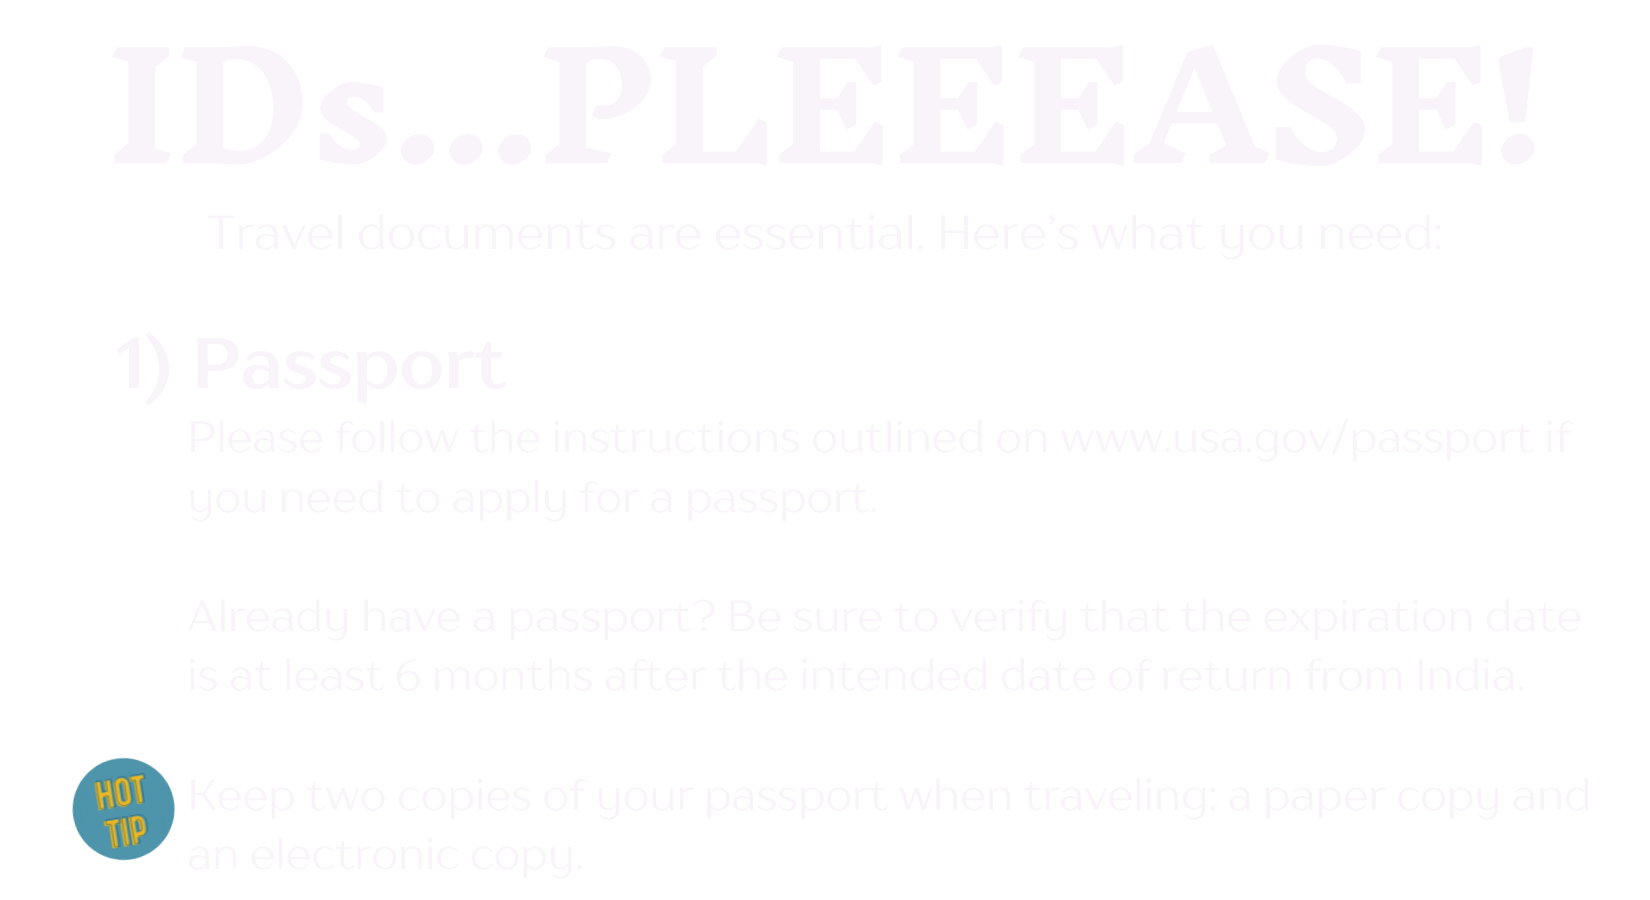 IDs...PLEEEASE!
Travel documents are essential. Here’s what you need:
1) Passport
Please follow the instructions outlined on www.usa.gov/passport if
you need to apply for a passport.
Already have a passport? Be sure to verify that the expiration date
is at least 6 months after the intended date of return from India.
HOT
TIP
Keep two copies of your passport when traveling: a paper copy and
an electronic copy.